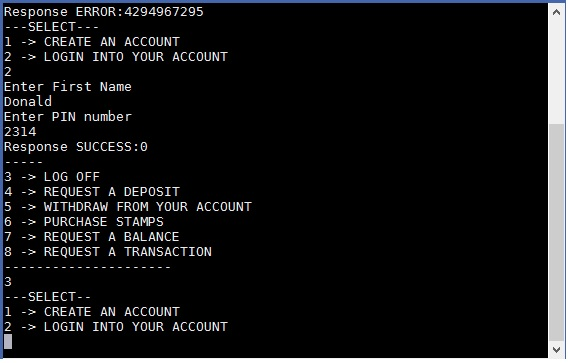 Response ERROR:4294967295
---SELECT---
1 -> CREATE AN ACCOUNT
2 -> LOGIN INTO YOUR ACCOUNT
2
Enter First Name
Donald
Enter PIN number
2314
Response SUCCESS:0
-----
3 -> LOG OFF
4 -> REQUEST A DEPOSIT
5 -> WITHDRAW FROM YOUR ACCOUNT
6 -> PURCHASE STAMPS
7 -> REQUEST A BALANCE
8 -> REQUEST A TRANSACTION
---------------------
3
---SELECT--
1 -> CREATE AN ACCOUNT
2 -> LOGIN INTO YOUR ACCOUNT